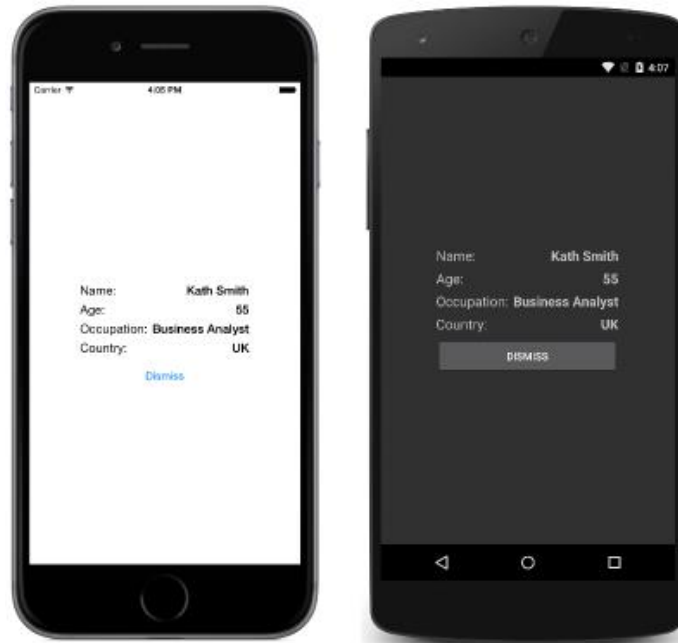 Carrier 4:05 PM
Name: Kath Smith
Age: 55
Occupation: Business Analyst
Country: UK
Dismiss
4:07
Name: Kath Smith
Age: 55
Occupation: Business Analyst
Country: UK
DISMISS